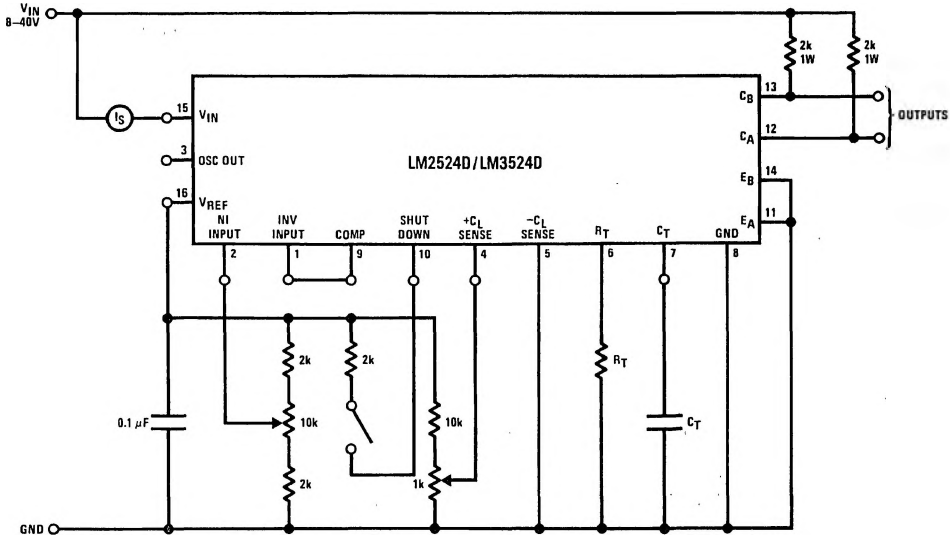 VIN
8–40V
2k
1W
2k
1W
IS
15
VIN
3
OSC OUT
16
VREF
LM2524D/LM3524D
CB
13
CA
12
OUTPUTS
EB
14
EA
11
NI
INPUT
INV
INPUT
COMP
SHUT
DOWN
+CL
SENSE
−CL
SENSE
RT
CT
GND
2
1
9
10
4
5
6
7
8
2k
2k
RT
0.1 µF
10k
10k
CT
2k
1k
GND